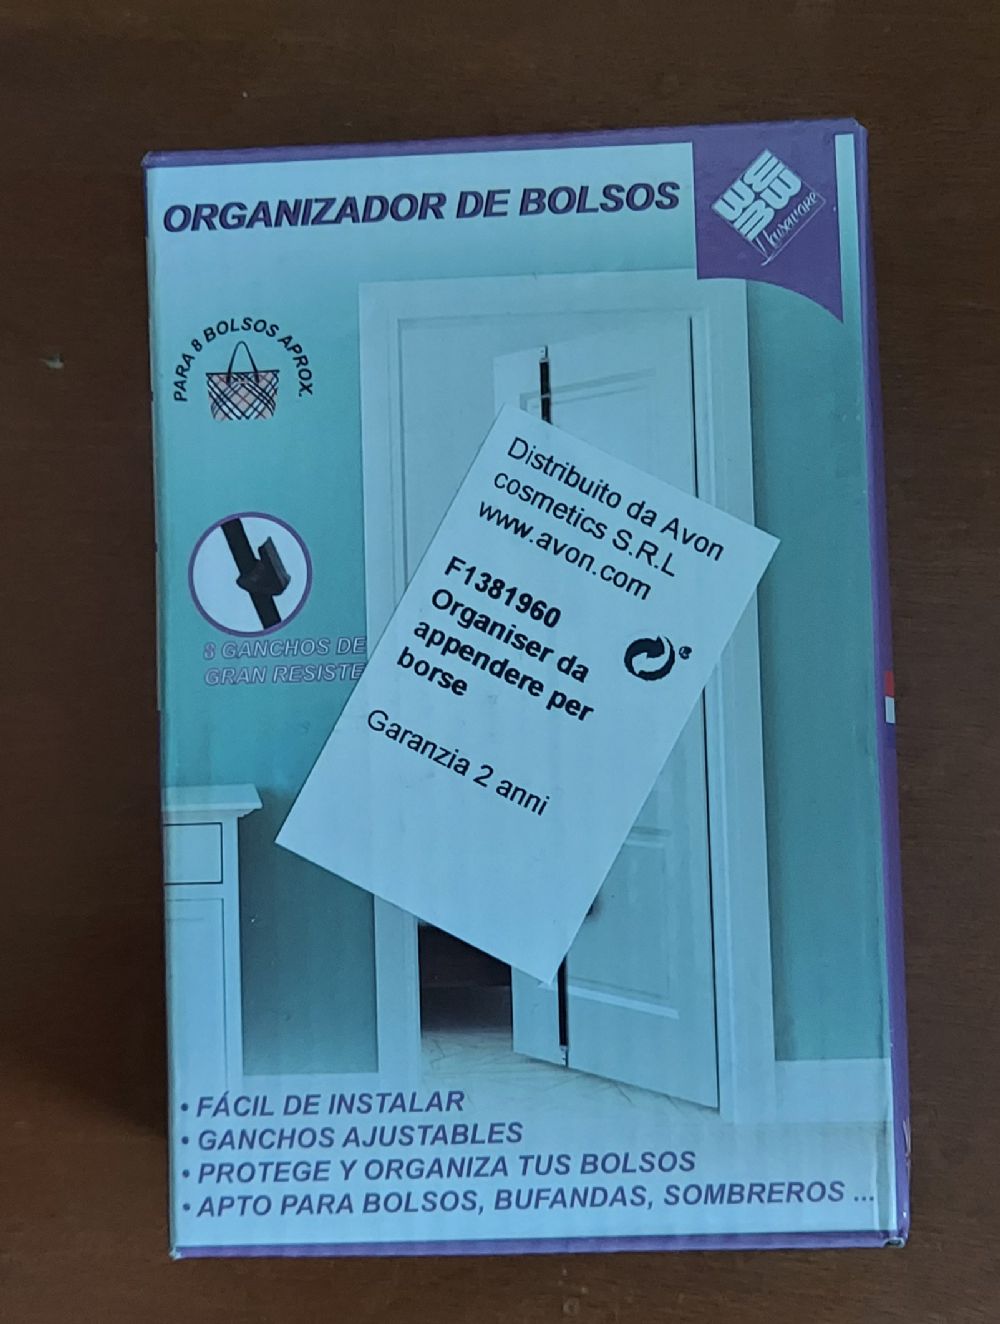 ORGANIZADOR DE BOLSOS
PARA 8 BOLSOS APROX.
8 GANCHOS DE
GRAN RESISTE
Distribuito da Avon
cosmetics S.R.L
www.avon.com
F1381960
Organiser da
appendere per
borse
Garanzia 2 anni
• FÁCIL DE INSTALAR
• GANCHOS AJUSTABLES
• PROTEGE Y ORGANIZA TUS BOLSOS
• APTO PARA BOLSOS, BUFANDAS, SOMBREROS ...